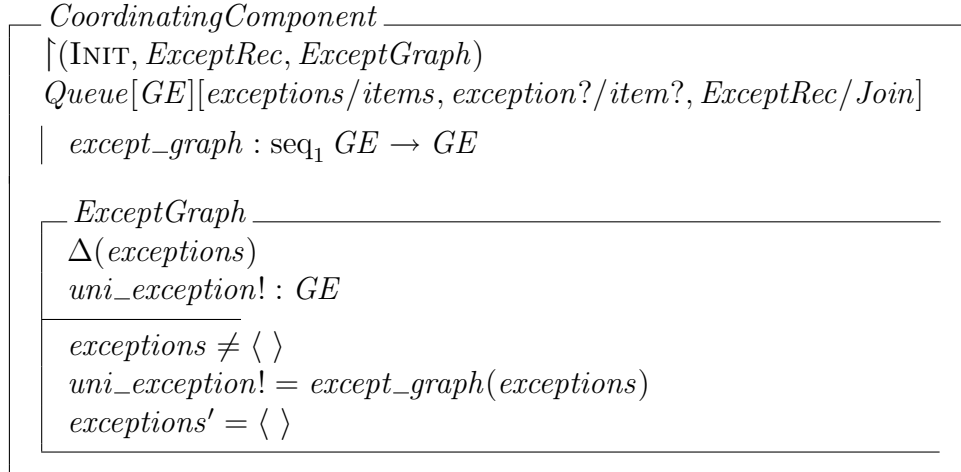 CoordinatingComponent
↾(INIT, ExceptRec, ExceptGraph)
Queue[GE][exceptions/items, exception?/item?, ExceptRec/Join]
except_graph : seq₁ GE → GE
ExceptGraph
Δ(exceptions)
uni_exception! : GE
exceptions ≠ ⟨ ⟩
uni_exception! = except_graph(exceptions)
exceptions′ = ⟨ ⟩